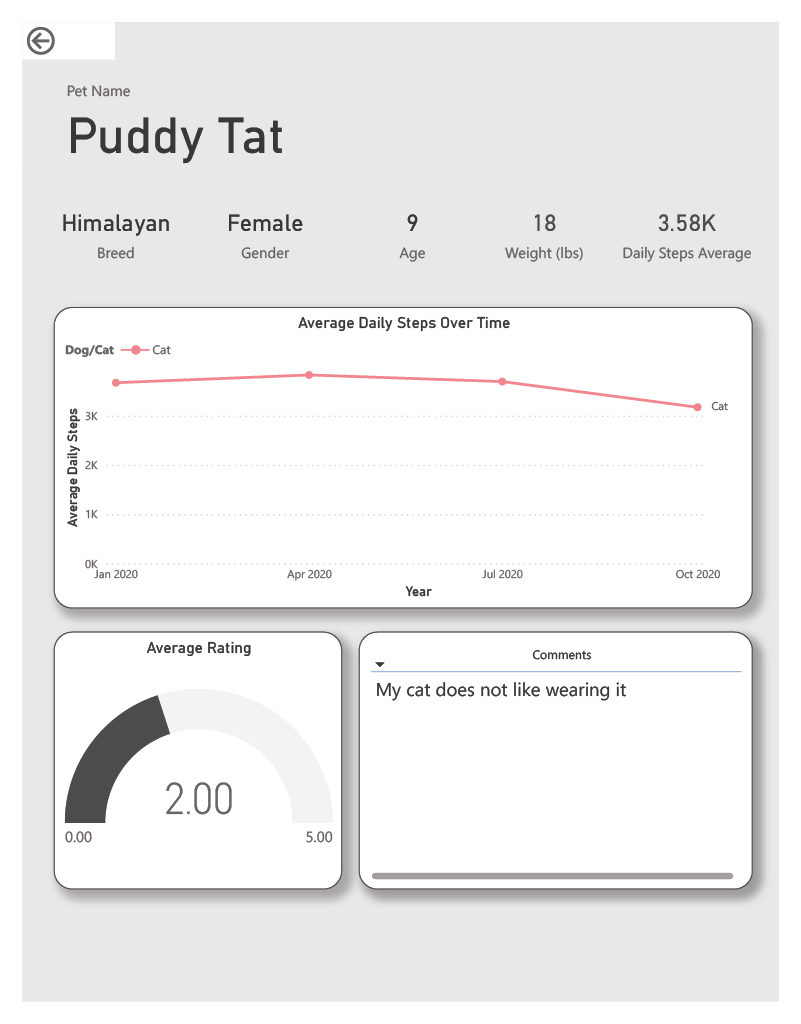 Pet Name
Puddy Tat
Himalayan Female 9 18 3.58K
Breed Gender Age Weight (lbs) Daily Steps Average
Average Daily Steps Over Time
Dog/Cat Cat
Cat
Average Daily Steps
3K
2K
1K
0K
Jan 2020 Apr 2020 Jul 2020 Oct 2020
Year
Average Rating
2.00
0.00 5.00
Comments
My cat does not like wearing it